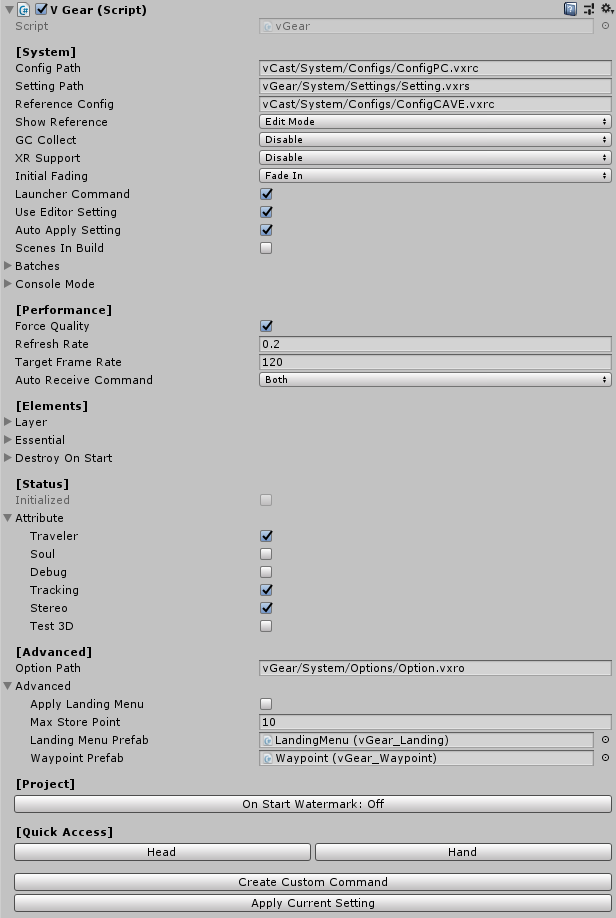 V Gear (Script)
Script vGear
[System]
Config Path vCast/System/Configs/ConfigPC.vxrc
Setting Path vGear/System/Settings/Setting.vxrs
Reference Config vCast/System/Configs/ConfigCAVE.vxrc
Show Reference Edit Mode
GC Collect Disable
XR Support Disable
Initial Fading Fade In
Launcher Command
Use Editor Setting
Auto Apply Setting
Scenes In Build
Batches
Console Mode
[Performance]
Force Quality
Refresh Rate 0.2
Target Frame Rate 120
Auto Receive Command Both
[Elements]
Layer
Essential
Destroy On Start
[Status]
Initialized
Attribute
Traveler
Soul
Debug
Tracking
Stereo
Test 3D
[Advanced]
Option Path vGear/System/Options/Option.vxro
Advanced
Apply Landing Menu
Max Store Point 10
Landing Menu Prefab LandingMenu (vGear_Landing)
Waypoint Prefab Waypoint (vGear_Waypoint)
[Project]
On Start Watermark: Off
[Quick Access]
Head Hand
Create Custom Command
Apply Current Setting